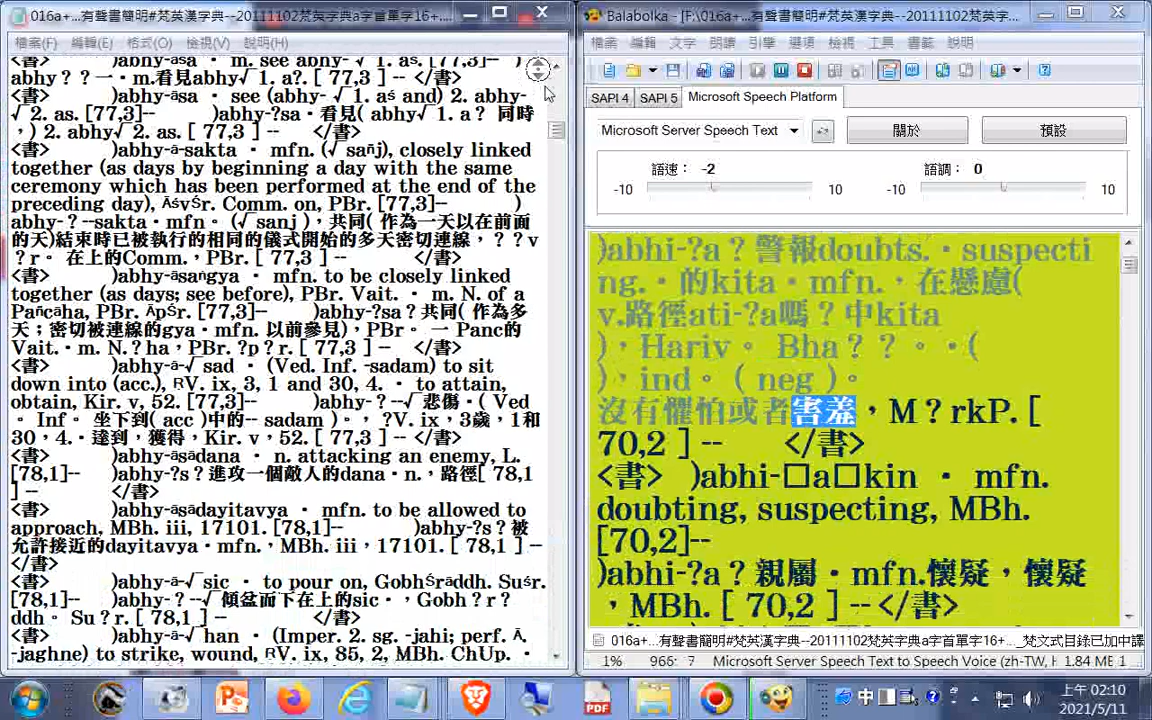 016a+...有聲書簡明#梵英漢字典--20111102梵英字典a字首單字16+...
檔案(F) 編輯(E) 格式(O) 檢視(V) 說明(H)
<書> )abhy-āsa ・ m. see abhy-√ 1. aś. [77,3]-- )
abhy？？一・m.看見abhy√ 1. a?. [ 77,3 ] -- </書>
<書> )abhy-āsa ・ see (abhy- √ 1. aś and) 2. abhy-
√ 2. as. [77,3]-- )abhy-?sa・看見( abhy√ 1. a？ 同時
，) 2. abhy√ 2. as. [ 77,3 ] -- </書>
<書> )abhy-ā-sakta ・ mfn. (√ sañj), closely linked
together (as days by beginning a day with the same
ceremony which has been performed at the end of the
preceding day), ĀśvŚr. Comm. on, PBr. [77,3]-- )
abhy-？--sakta・mfn。(√ sanj)，共同( 作為一天以在前面
的天)結束時已被執行的相同的儀式開始的多天密切連線，？？v
？r。 在上的Comm.，PBr. [ 77,3 ] -- </書>
<書> )abhy-āsaṅgya ・ mfn. to be closely linked
together (as days; see before), PBr. Vait. ・ m. N. of a
Pañcāha, PBr. ĀpŚr. [77,3]-- )abhy-?sa？共同( 作為多
天；密切被連線的gya・mfn. 以前參見)，PBr。 一 Panc的
Vait.・m. N.？ha，PBr. ?p？r. [ 77,3 ] -- </書>
<書> )abhy-ā-√ sad ・ (Ved. Inf. -sadam) to sit
down into (acc.), RV. ix, 3, 1 and 30, 4. ・ to attain,
obtain, Kir. v, 52. [77,3]-- )abhy-？-√ 悲傷・( Ved
。Inf。 坐下到( acc )中的-- sadam )。，?V. ix，3歲，1和
30，4.・達到，獲得，Kir. v，52. [ 77,3 ] -- </書>
<書> )abhy-āsādana ・ n. attacking an enemy, L.
[78,1]-- )abhy-?s？進攻一個敵人的dana・n.，路徑[ 78,1
] -- </書>
<書> )abhy-āsādayitavya ・ mfn. to be allowed to
approach, MBh. iii, 17101. [78,1]-- )abhy-?s？被
允許接近的dayitavya・mfn.，MBh. iii，17101. [ 78,1 ] --
</書>
<書> )abhy-ā-√ sic ・ to pour on, GobhŚrāddh. Suśr.
[78,1]-- )abhy-？--√ 傾盆而下在上的sic・，Gobh？r？
ddh。 Su？r. [ 78,1 ] -- </書>
<書> )abhy-ā-√ han ・ (Imper. 2. sg. -jahi; perf. Ā.
-jaghne) to strike, wound, RV. ix, 85, 2, MBh. ChUp. ・
Balabolka - [F:\016a+...有聲書簡明#梵英漢字典--20111102梵英字...
檔案 編輯 文字 朗讀 引擎 選項 檢視 工具 書籤 說明
SAPI 4 SAPI 5 Microsoft Speech Platform
Microsoft Server Speech Text 關於 預設
語速： -2 語調： 0
-10 10 -10 10
)abhi-?a？警報doubts.・suspecti
ng.・的kita・mfn.，在懸慮(
v.路徑ati-?a嗎？中kita
)，Hariv。 Bha？？。・(
)，ind。 ( neg )。
沒有懼怕或者害羞，M？rkP. [
70,2 ] -- </書>
<書> )abhi-□a□kin ・ mfn.
doubting, suspecting, MBh.
[70,2]--
)abhi-?a？親屬・mfn.懷疑，懷疑
，MBh. [ 70,2 ] -- </書>
016a+...有聲書簡明#梵英漢字典--20111102梵英字典a字首單字16+..._梵文式目錄已加中譯
1% 966: 7 Microsoft Server Speech Text to Speech Voice (zh-TW, H 1.84 MB 1
中
上午 02:10
2021/5/11